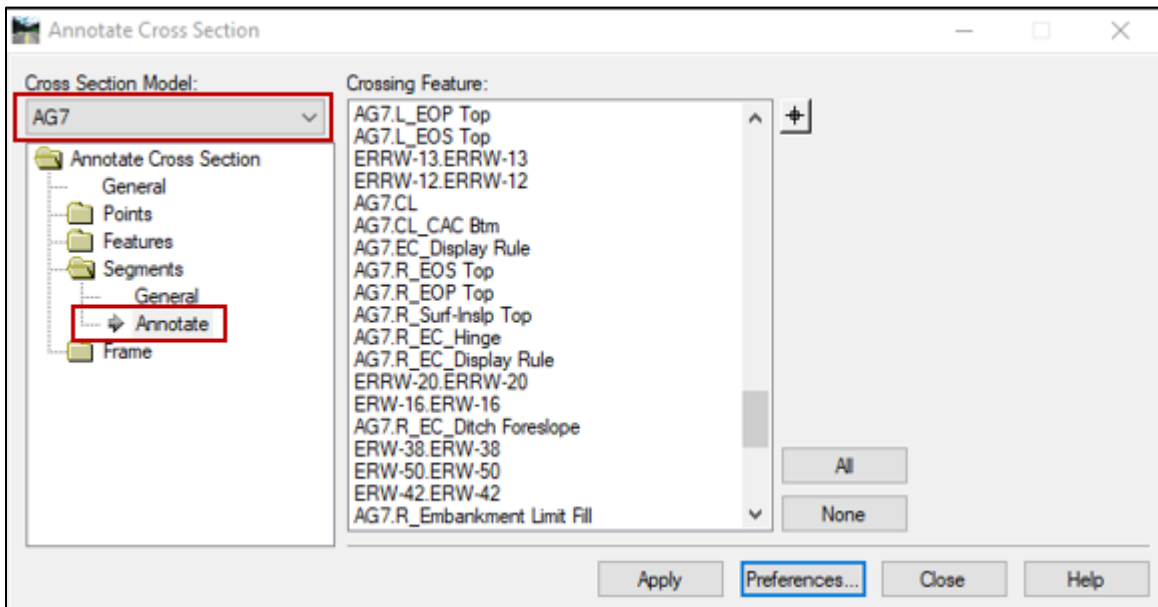 Annotate Cross Section
Cross Section Model:
AG7
Annotate Cross Section
General
Points
Features
Segments
General
Annotate
Frame
Crossing Feature:
AG7.L_EOP Top
AG7.L_EOS Top
ERRW-13.ERRW-13
ERRW-12.ERRW-12
AG7.CL
AG7.CL_CAC Btm
AG7.EC_Display Rule
AG7.R_EOS Top
AG7.R_EOP Top
AG7.R_Surf-Inslp Top
AG7.R_EC_Hinge
AG7.R_EC_Display Rule
ERRW-20.ERRW-20
ERW-16.ERW-16
AG7.R_EC_Ditch Foreslope
ERW-38.ERW-38
ERW-50.ERW-50
ERW-42.ERW-42
AG7.R_Embankment Limit Fill
All
None
Apply
Preferences...
Close
Help